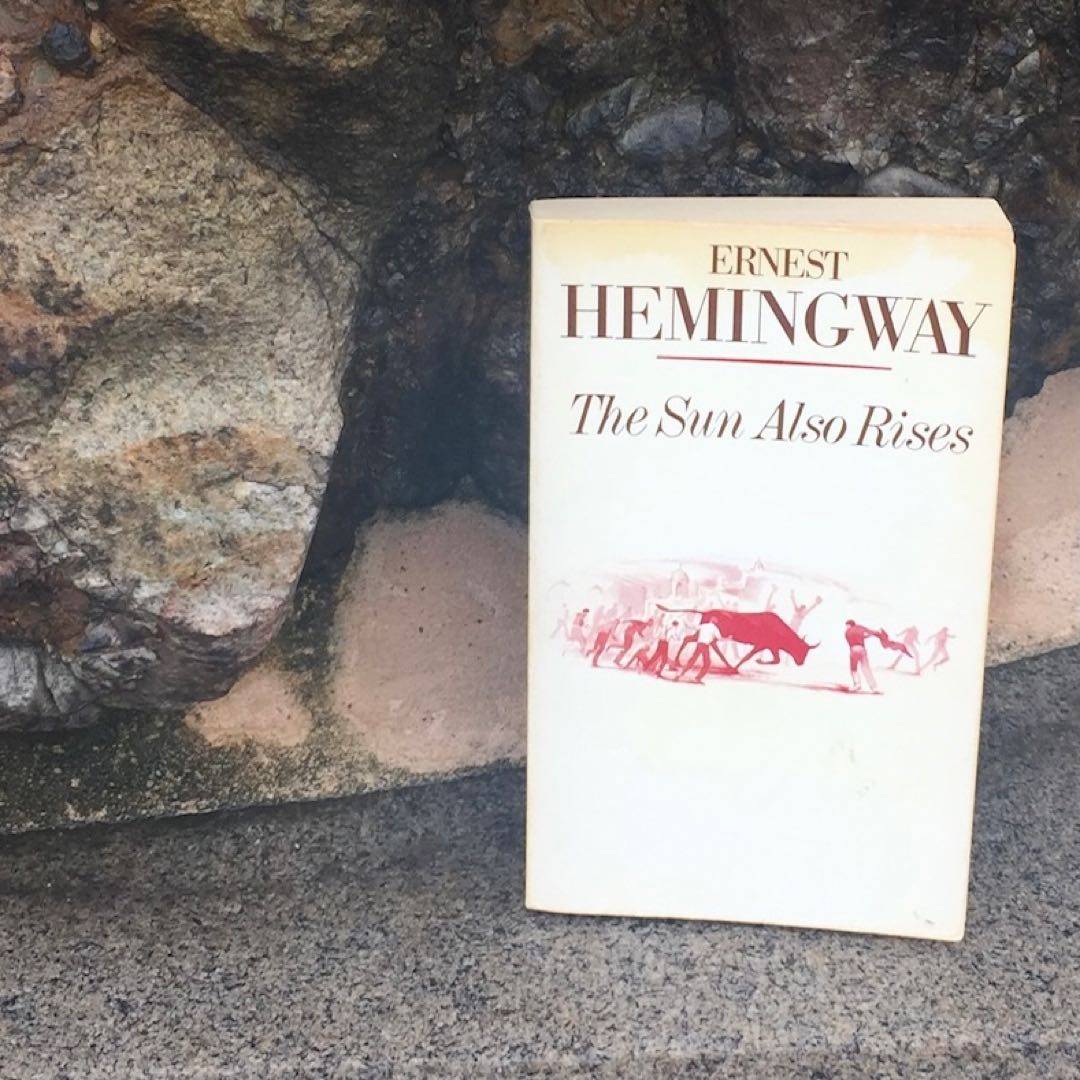 ERNEST
HEMINGWAY
The Sun Also Rises